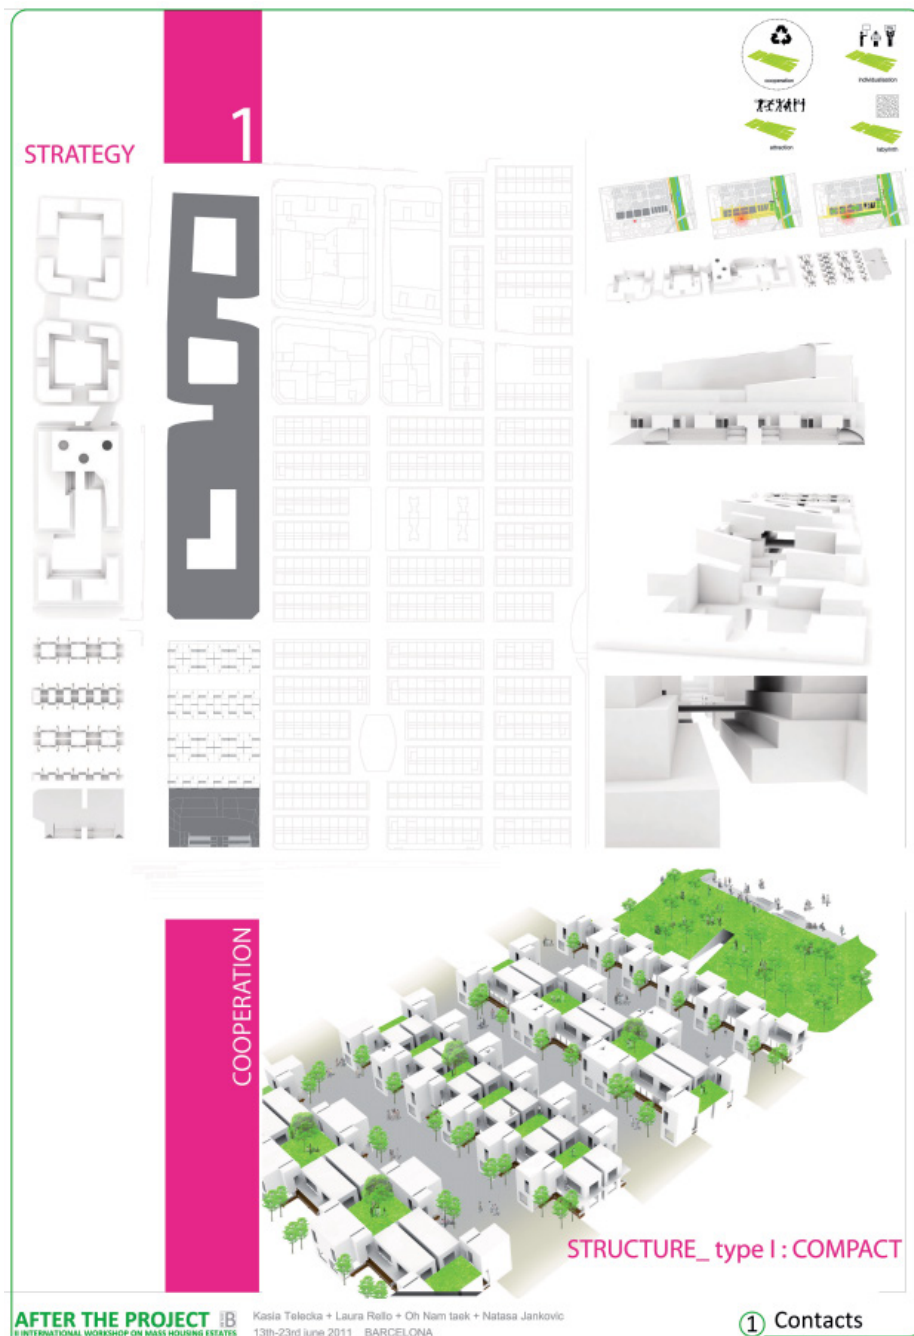 cooperation
individualisation
attraction
labyrinth
1
STRATEGY
COOPERATION
STRUCTURE_ type I : COMPACT
AFTER THE PROJECT IB
II INTERNATIONAL WORKSHOP ON MASS HOUSING ESTATES
Kasia Telecka + Laura Rello + Oh Nam taek + Natasa Jankovic
13th-23rd june 2011 BARCELONA
1 Contacts